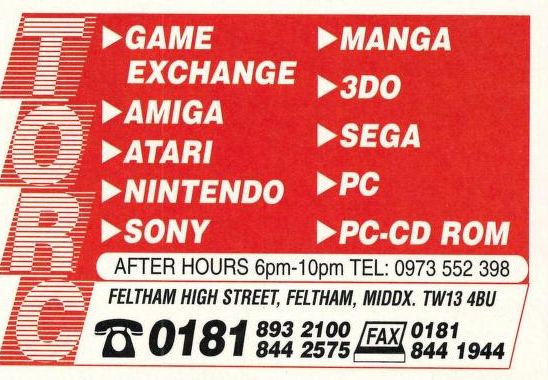 TORC
GAME
EXCHANGE
AMIGA
ATARI
NINTENDO
SONY
MANGA
3DO
SEGA
PC
PC-CD ROM
AFTER HOURS 6pm-10pm TEL: 0973 552 398
FELTHAM HIGH STREET, FELTHAM, MIDDX. TW13 4BU
0181 893 2100
844 2575
FAX 0181
844 1944